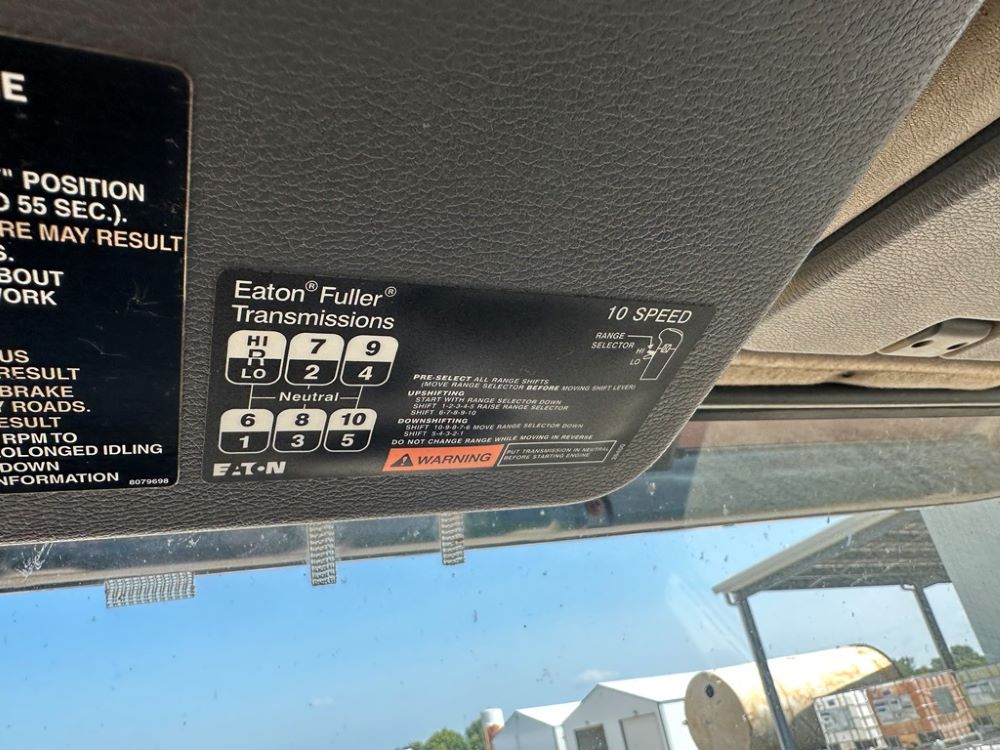 E
" POSITION
O 55 SEC.).
RE MAY RESULT
S.
BOUT
WORK
US
RESULT
BRAKE
Y ROADS.
ESULT
RPM TO
ROLONGED IDLING
DOWN
NFORMATION 8079698
Eaton® Fuller®
Transmissions
10 SPEED
HI
R
LO
7
2
9
4
Neutral
6
1
8
3
10
5
EATON
RANGE
SELECTOR
HI
LO
PRE-SELECT ALL RANGE SHIFTS
(MOVE RANGE SELECTOR BEFORE MOVING SHIFT LEVER)
UPSHIFTING
START WITH RANGE SELECTOR DOWN
SHIFT 1-2-3-4-5 RAISE RANGE SELECTOR
SHIFT 6-7-8-9-10
DOWNSHIFTING
SHIFT 10-9-8-7-6 MOVE RANGE SELECTOR DOWN
SHIFT 5-4-3-2-1
DO NOT CHANGE RANGE WHILE MOVING IN REVERSE
WARNING
PUT TRANSMISSION IN NEUTRAL
BEFORE STARTING ENGINE